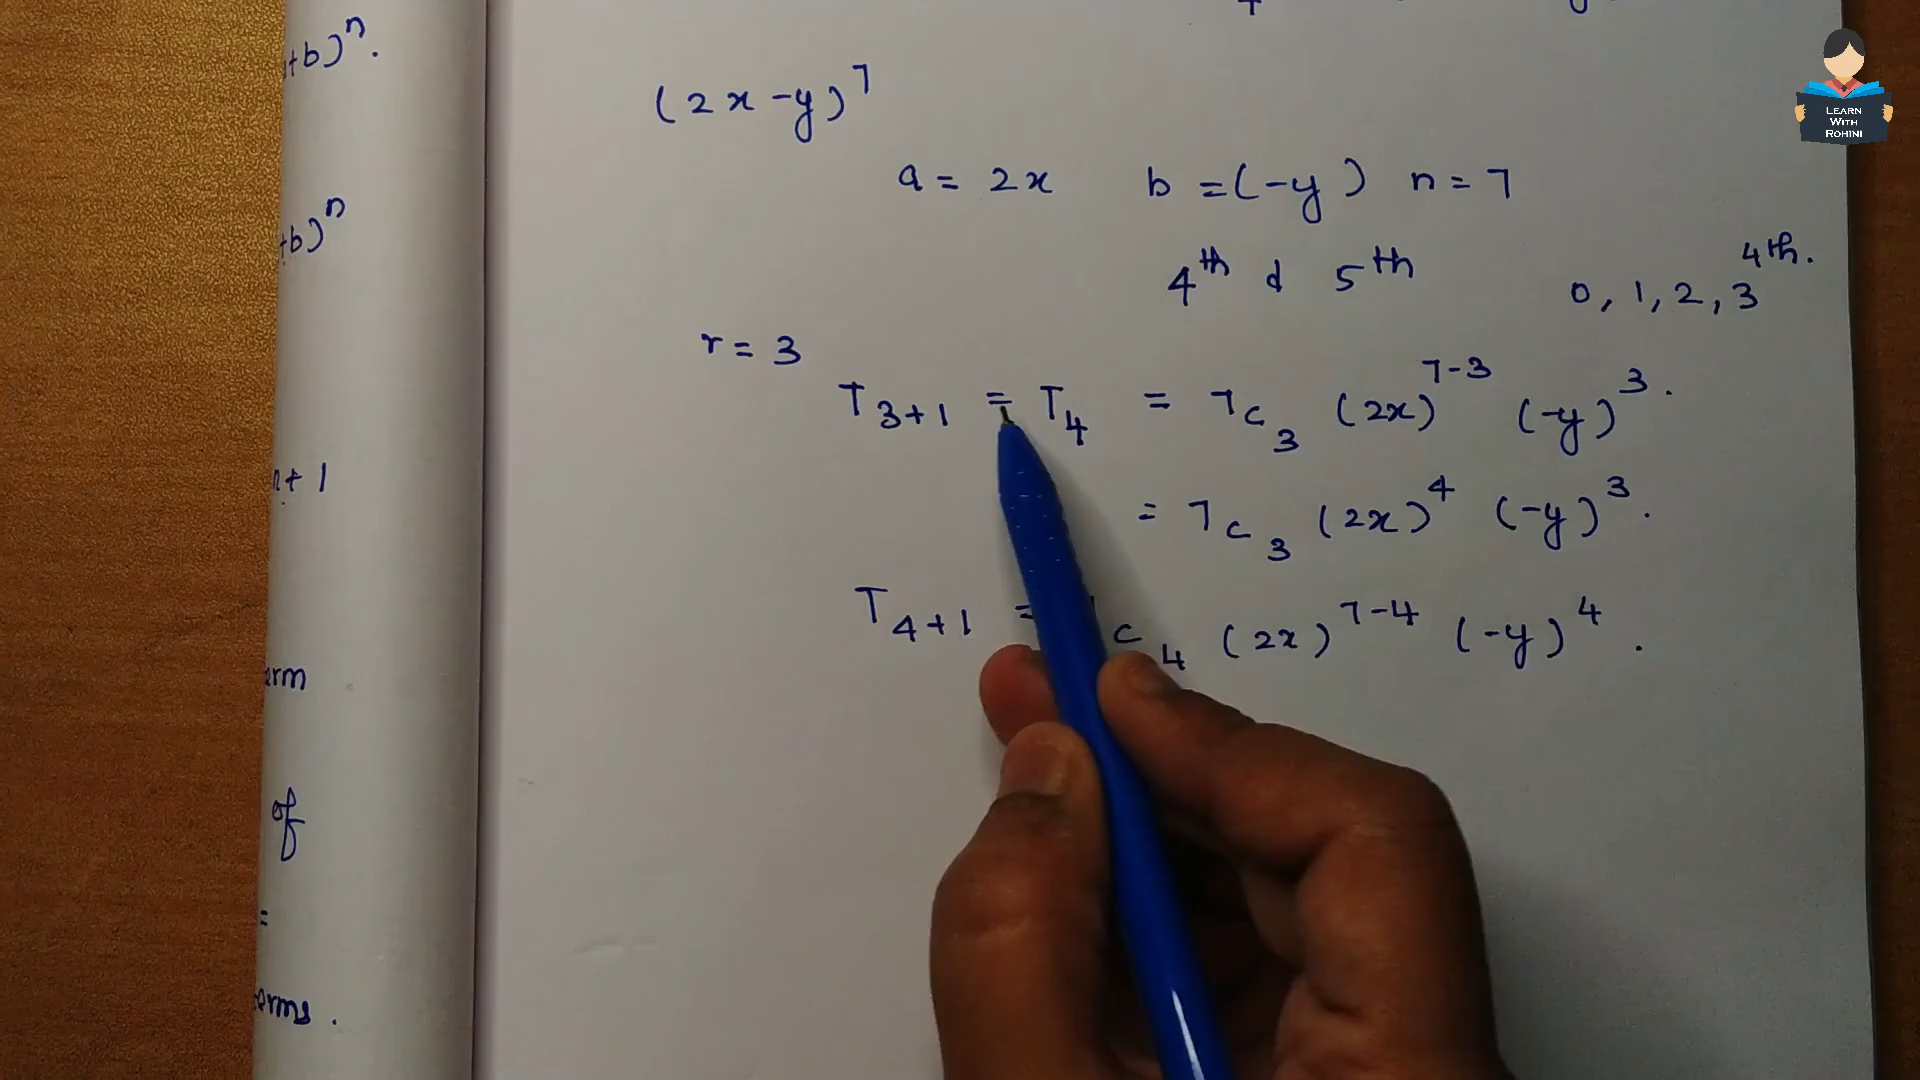 +b)ⁿ.
+b)ⁿ
n+1
erm
of
=
erms.
(2x-y)⁷
a = 2x b = (-y) n = 7
4th & 5th
4th.
0, 1, 2, 3
r = 3
T₃₊₁ = T₄ = 7c₃ (2x)⁷⁻³ (-y)³.
= 7c₃ (2x)⁴ (-y)³.
T₄₊₁ = 7c₄ (2x)⁷⁻⁴ (-y)⁴.
LEARN
WITH
ROHINI